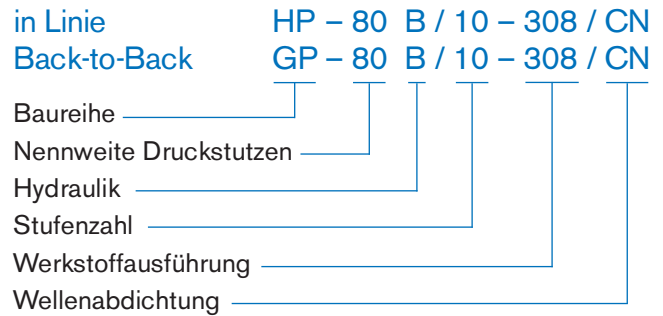 in Linie HP – 80 B / 10 – 308 / CN
Back-to-Back GP – 80 B / 10 – 308 / CN
Baureihe
Nennweite Druckstutzen
Hydraulik
Stufenzahl
Werkstoffausführung
Wellenabdichtung